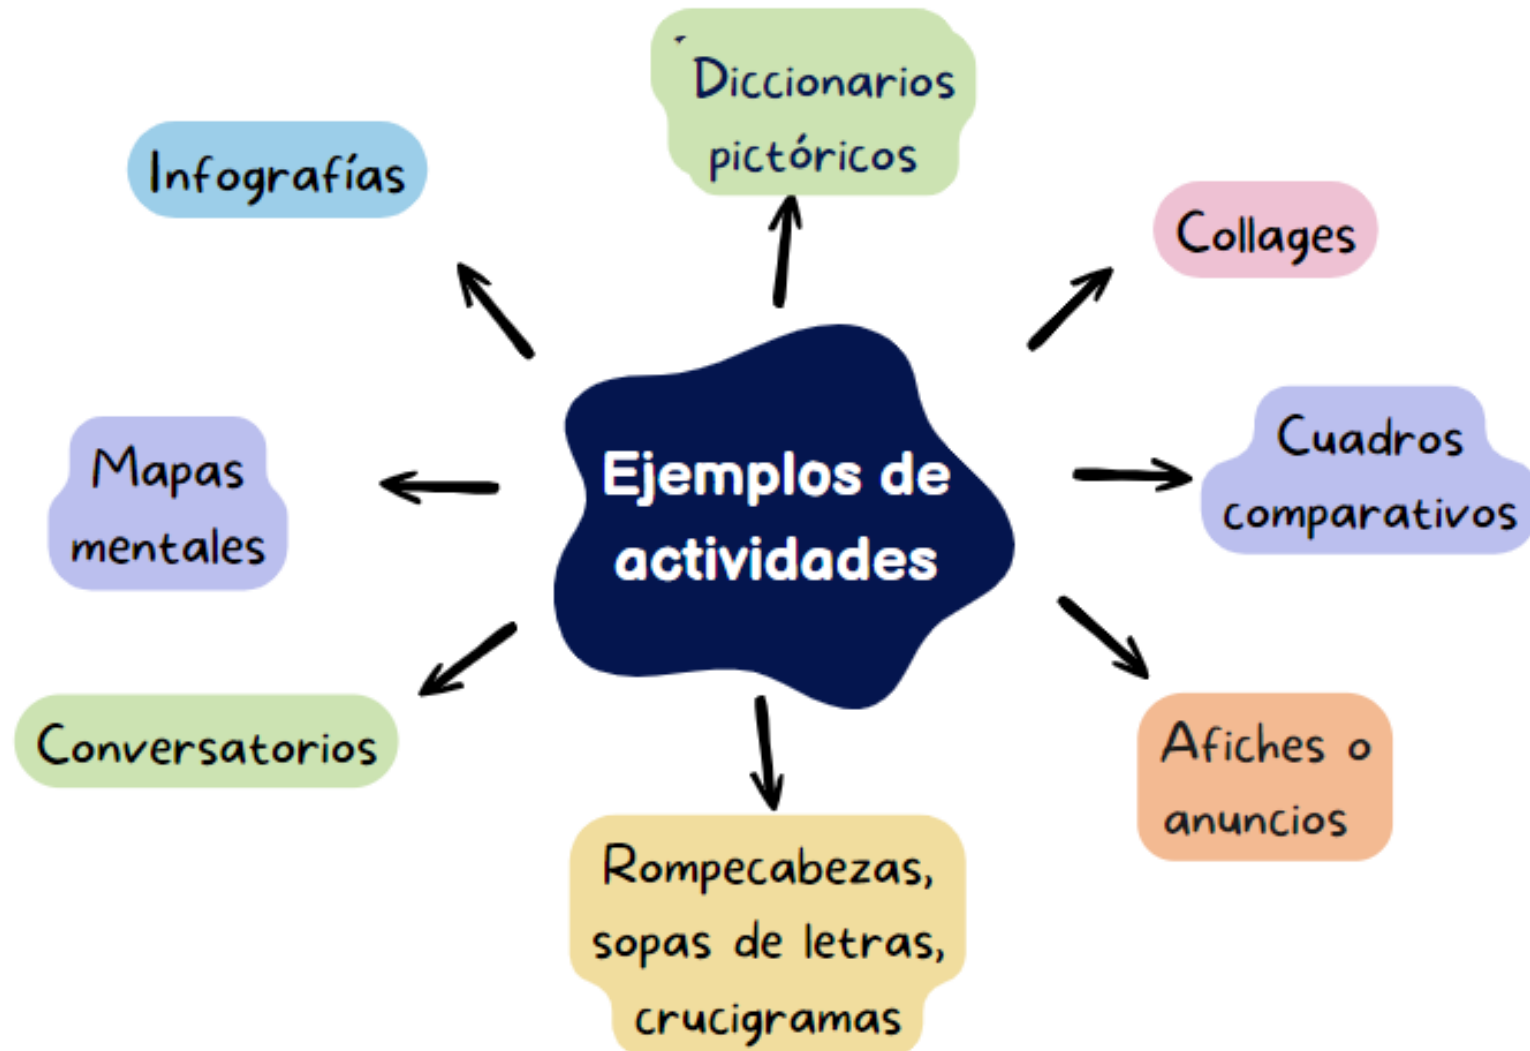 Diccionarios
pictóricos
Infografías
Collages
Mapas
mentales
Ejemplos de
actividades
Cuadros
comparativos
Conversatorios
Afiches o
anuncios
Rompecabezas,
sopas de letras,
crucigramas